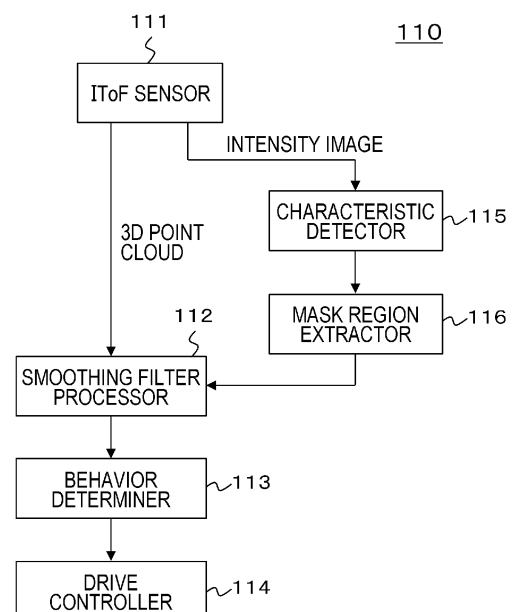 111
110
IToF SENSOR
INTENSITY IMAGE
CHARACTERISTIC
DETECTOR
115
3D POINT
CLOUD
MASK REGION
EXTRACTOR
116
112
SMOOTHING FILTER
PROCESSOR
BEHAVIOR
DETERMINER
113
DRIVE
CONTROLLER
114